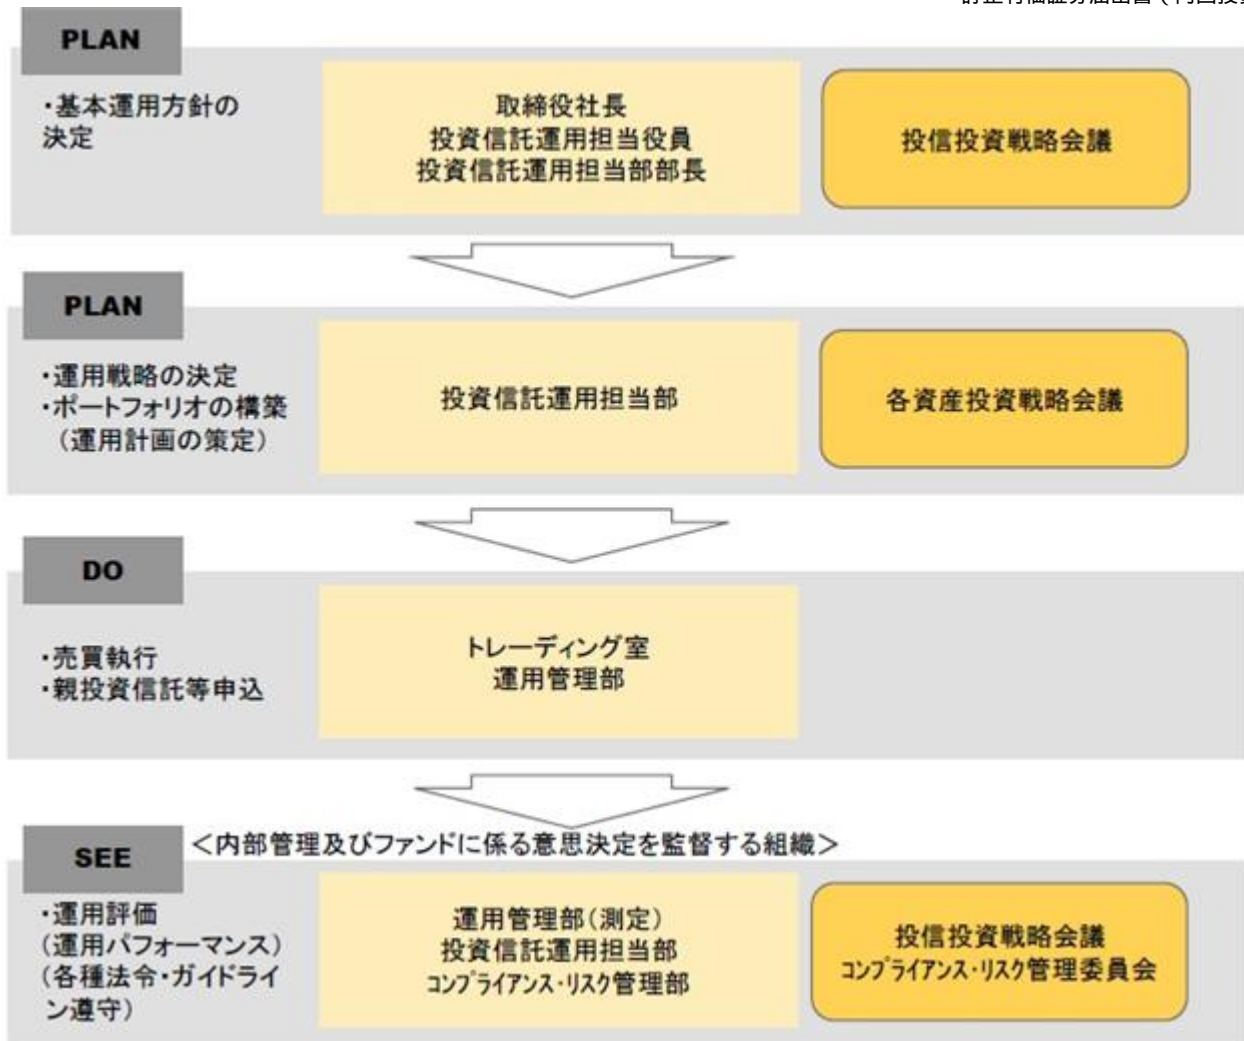 PLAN
・基本運用方針の
決定
取締役社長
投資信託運用担当役員
投資信託運用担当部部長
投信投資戦略会議
PLAN
・運用戦略の決定
・ポートフォリオの構築
(運用計画の策定)
投資信託運用担当部
各資産投資戦略会議
DO
・売買執行
・親投資信託等申込
トレーディング室
運用管理部
SEE
＜内部管理及びファンドに係る意思決定を監督する組織＞
・運用評価
(運用パフォーマンス)
(各種法令・ガイドライ
ン遵守)
運用管理部(測定)
投資信託運用担当部
ｺﾝﾌﾟﾗｲｱﾝｽ・ﾘｽｸ管理部
投信投資戦略会議
ｺﾝﾌﾟﾗｲｱﾝｽ・ﾘｽｸ管理委員会